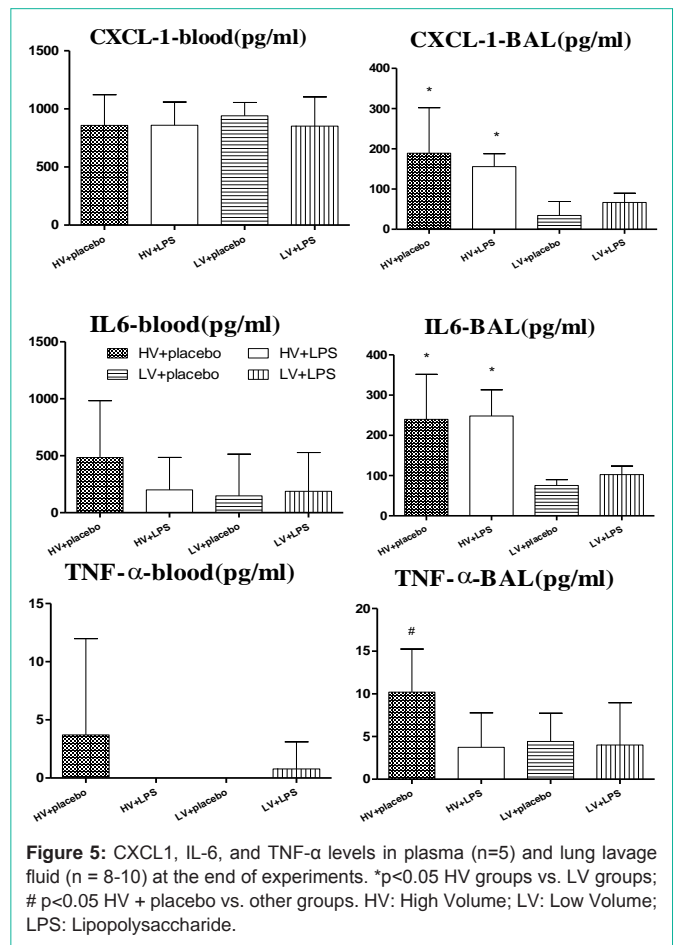 CXCL-1-blood(pg/ml)
1500
1000
500
0
HV+placebo
HV+LPS
LV+placebo
LV+LPS
CXCL-1-BAL(pg/ml)
400
300
200
100
0
*
*
HV+placebo
HV+LPS
LV+placebo
LV+LPS
IL6-blood(pg/ml)
HV+placebo HV+LPS
LV+placebo LV+LPS
1500
1000
500
0
HV+placebo
HV+LPS
LV+placebo
LV+LPS
IL6-BAL(pg/ml)
400
300
200
100
0
*
*
HV+placebo
HV+LPS
LV+placebo
LV+LPS
TNF-α-blood(pg/ml)
15
10
5
0
HV+placebo
HV+LPS
LV+placebo
LV+LPS
TNF-α-BAL(pg/ml)
20
15
10
5
0
#
HV+placebo
HV+LPS
LV+placebo
LV+LPS
Figure 5: CXCL1, IL-6, and TNF-α levels in plasma (n=5) and lung lavage
fluid (n = 8-10) at the end of experiments. *p<0.05 HV groups vs. LV groups;
# p<0.05 HV + placebo vs. other groups. HV: High Volume; LV: Low Volume;
LPS: Lipopolysaccharide.